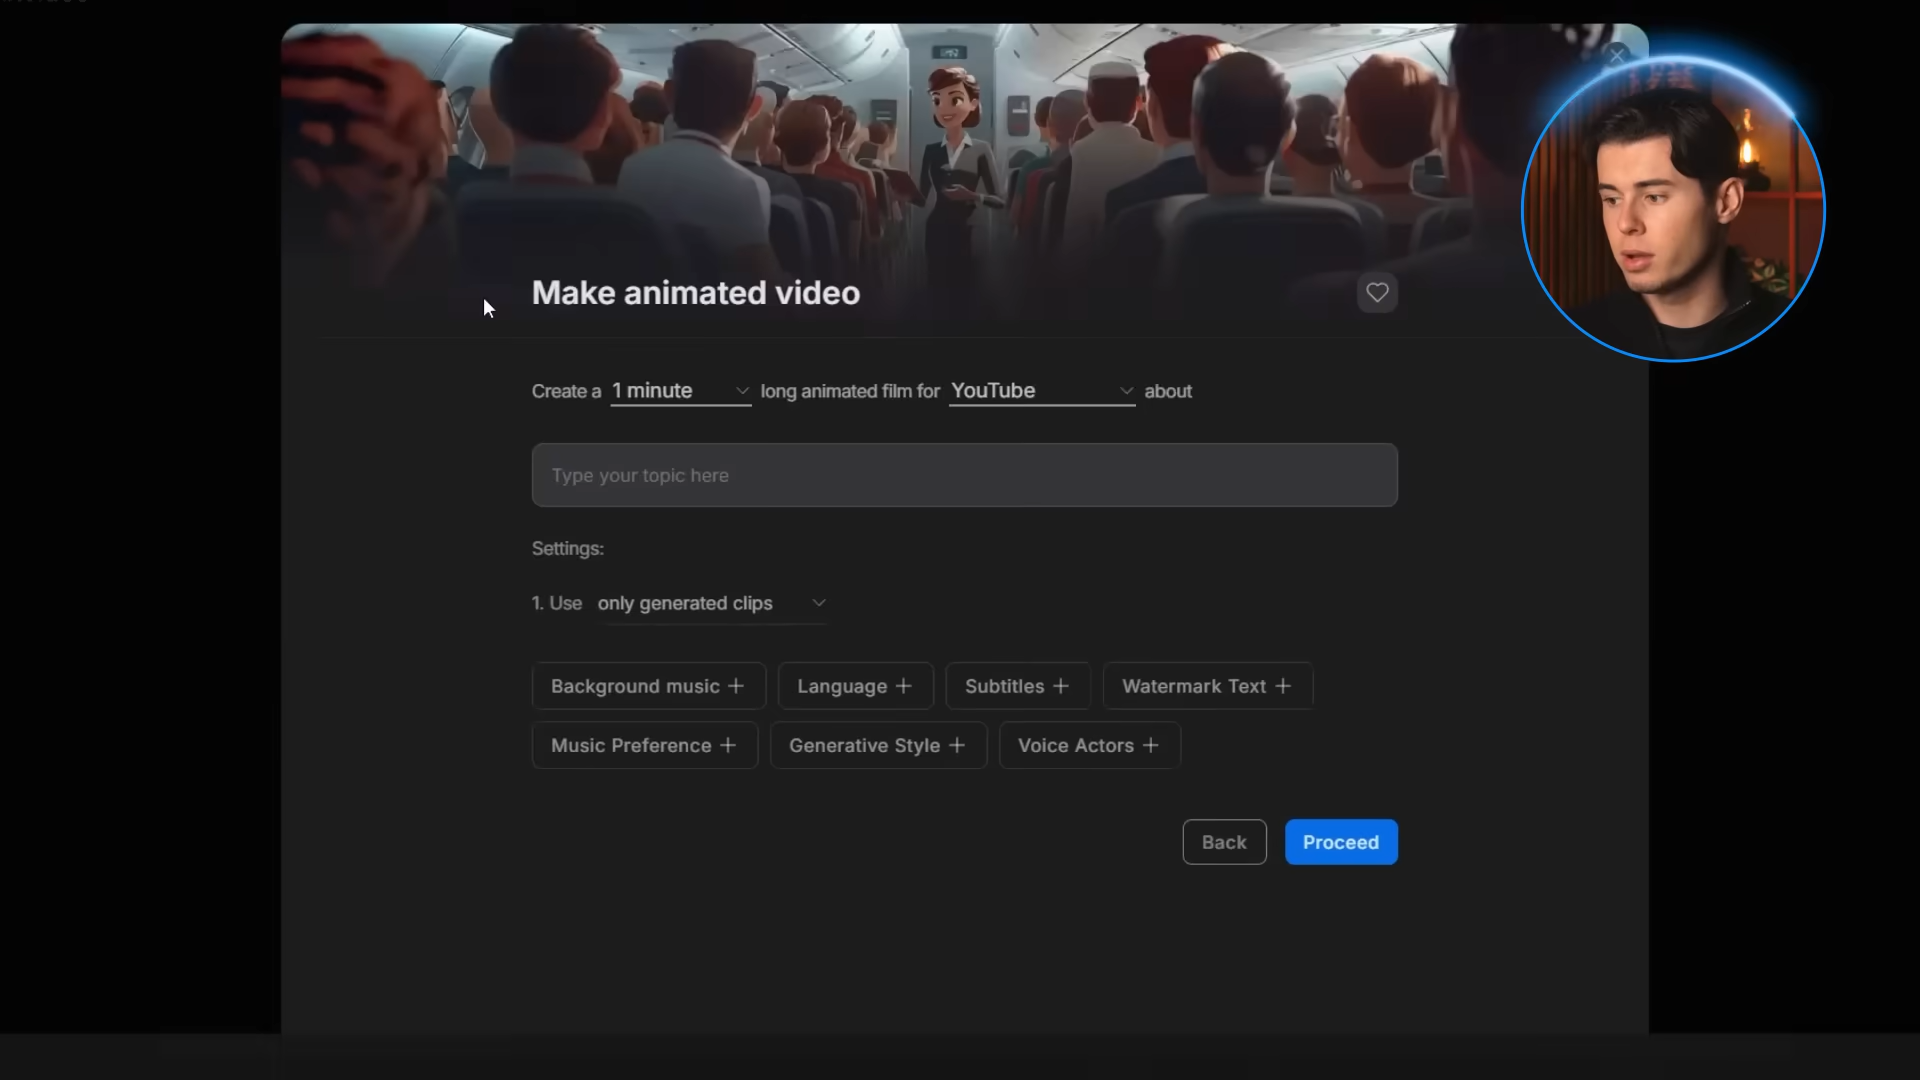 Make animated video
Create a 1 minute long animated film for YouTube about
Type your topic here
Settings:
1. Use only generated clips
Background music + Language + Subtitles + Watermark Text +
Music Preference + Generative Style + Voice Actors +
Back Proceed